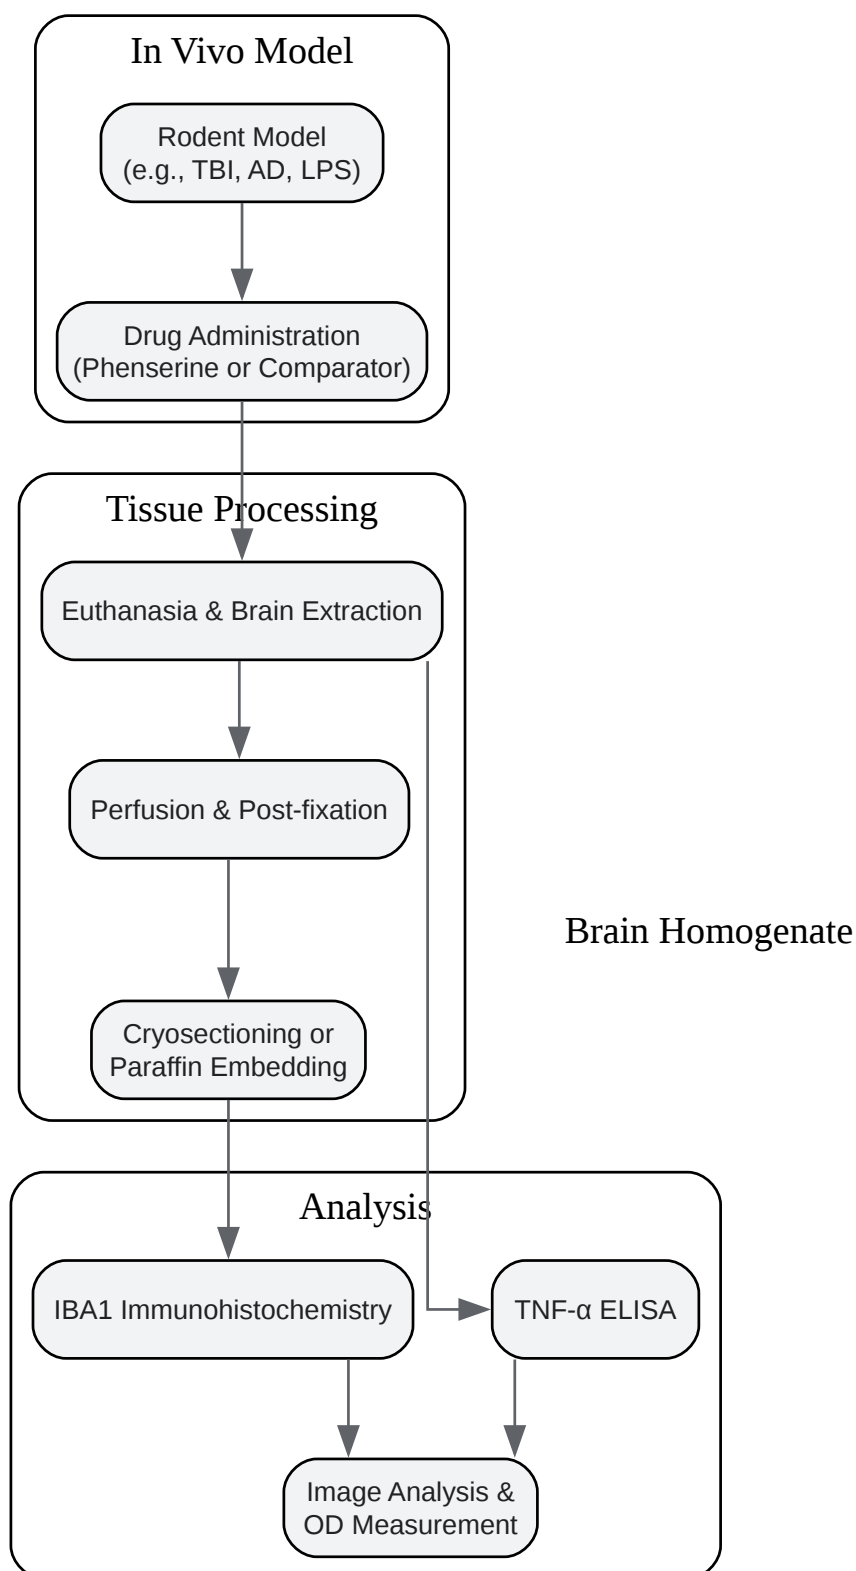 In Vivo Model
Rodent Model
(e.g., TBI, AD, LPS)
Drug Administration
(Phenserine or Comparator)
Tissue Processing
Euthanasia & Brain Extraction
Perfusion & Post-fixation
Brain Homogenate
Cryosectioning or
Paraffin Embedding
Analysis
IBA1 Immunohistochemistry
TNF-α ELISA
Image Analysis &
OD Measurement